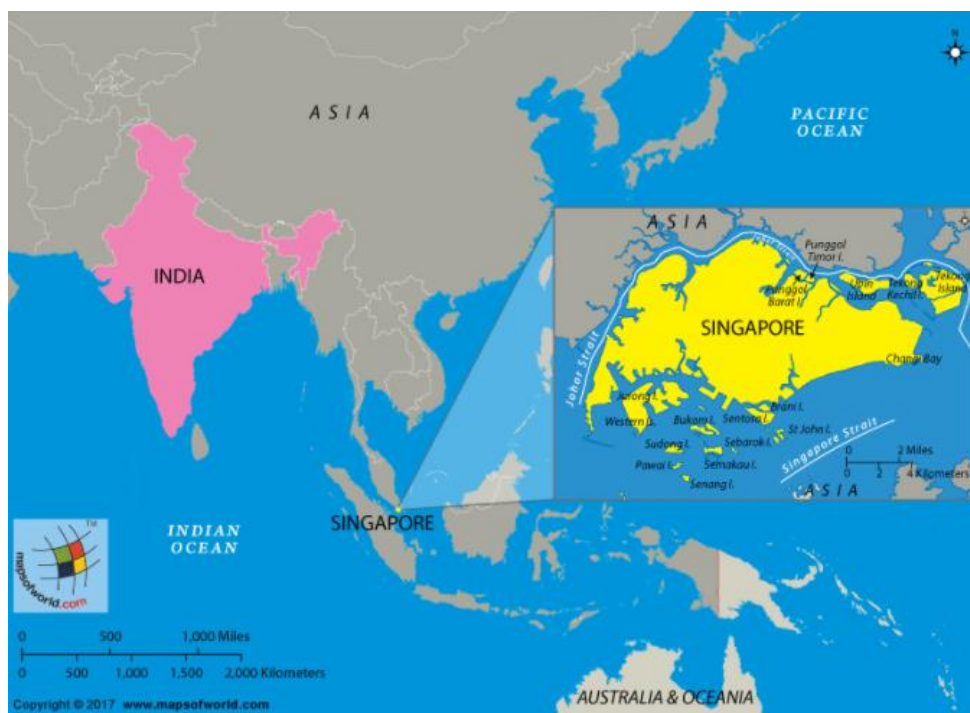 N
ASIA
PACIFIC
OCEAN
INDIA
ASIA
Johor Strait
Punggol
Timor I.
Punggol
Barat I.
Ubin
Island
Tekong
Kechil I.
Tekong
Island
SINGAPORE
Changi Bay
Johor Strait
Jurong I.
Western Is.
Bukom I.
Sentosa I.
Brani I.
St John I.
Sudong I.
Sebarok I.
Pawai I.
Semakau I.
Senang I.
Singapore Strait
0 2 Miles
0 2 4 Kilometers
ASIA
SINGAPORE
INDIAN
OCEAN
TM
mapsofworld.com
0 500 1,000 Miles
0 500 1,000 1,500 2,000 Kilometers
AUSTRALIA & OCEANIA
Copyright © 2017 www.mapsofworld.com